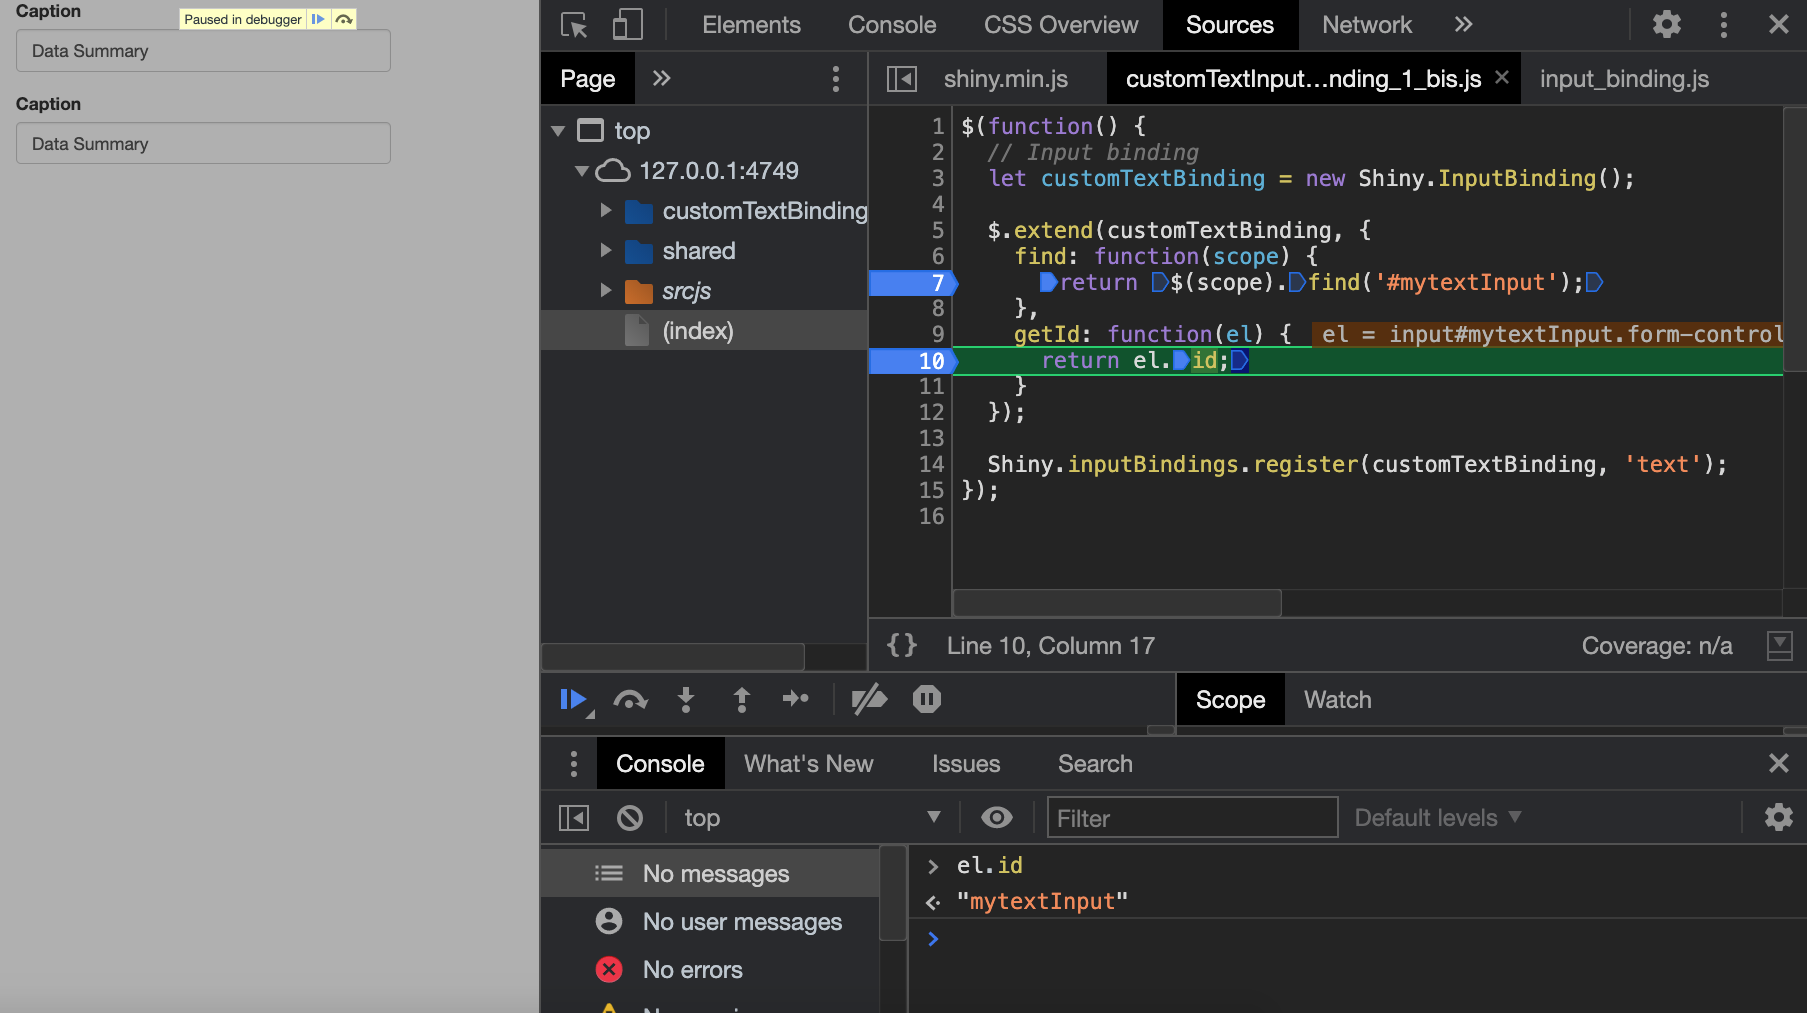 Caption
Paused in debugger
Data Summary
Caption
Data Summary
Elements Console CSS Overview Sources Network »
Page »
shiny.min.js customTextInput...nding_1_bis.js × input_binding.js
top
127.0.0.1:4749
customTextBinding
shared
srcjs
(index)
1 $(function() {
2 // Input binding
3 let customTextBinding = new Shiny.InputBinding();
4
5 $.extend(customTextBinding, {
6 find: function(scope) {
7 return $(scope).find('#mytextInput');
8 },
9 getId: function(el) { el = input#mytextInput.form-control
10 return el.id;
11 }
12 });
13
14 Shiny.inputBindings.register(customTextBinding, 'text');
15 });
16
{} Line 10, Column 17 Coverage: n/a
Scope Watch
Console What's New Issues Search
top Filter Default levels
No messages
No user messages
No errors
> el.id
"mytextInput"
>